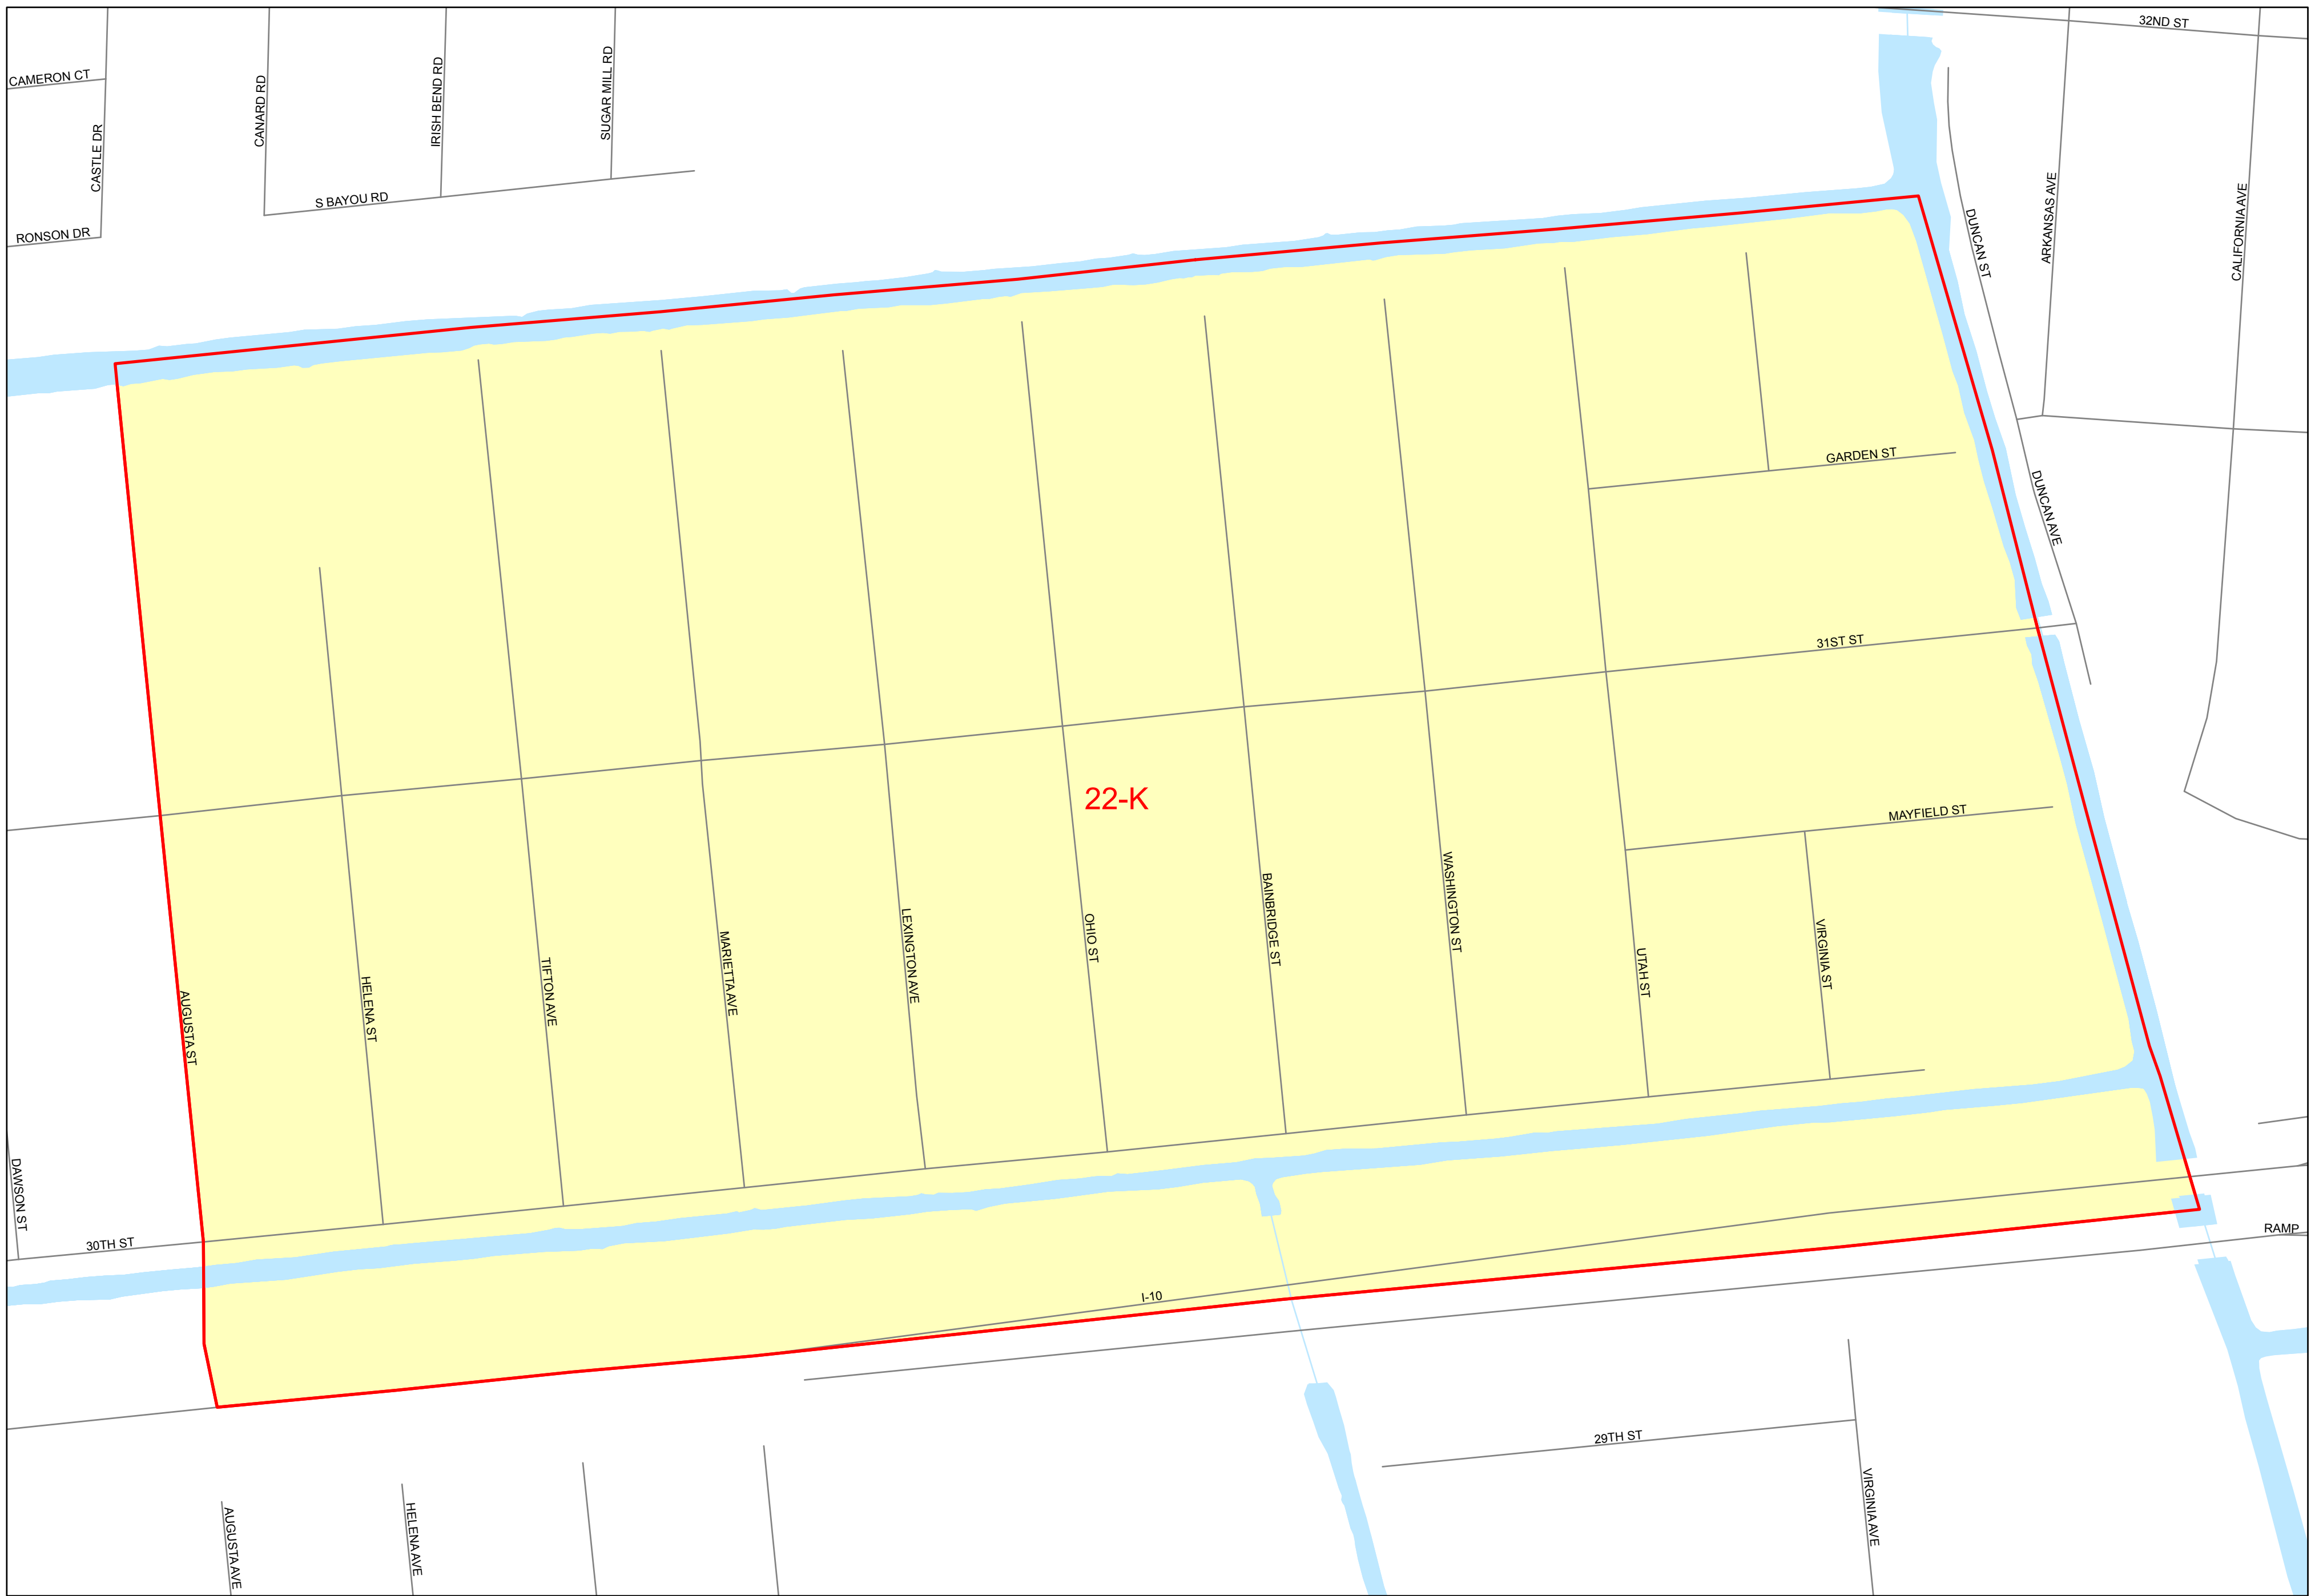 32ND ST
CAMERON CT
CASTLE DR
CANARD RD
IRISH BEND RD
SUGAR MILL RD
S BAYOU RD
RONSON DR
DUNCAN ST
ARKANSAS AVE
CALIFORNIA AVE
GARDEN ST
DUNCAN AVE
31ST ST
22-K
MAYFIELD ST
AUGUSTA ST
HELENA ST
TIFTON AVE
MARIETTA AVE
LEXINGTON AVE
OHIO ST
BAINBRIDGE ST
WASHINGTON ST
UTAH ST
VIRGINIA ST
DAWSON ST
30TH ST
RAMP
I-10
29TH ST
AUGUSTA AVE
HELENA AVE
VIRGINIA AVE